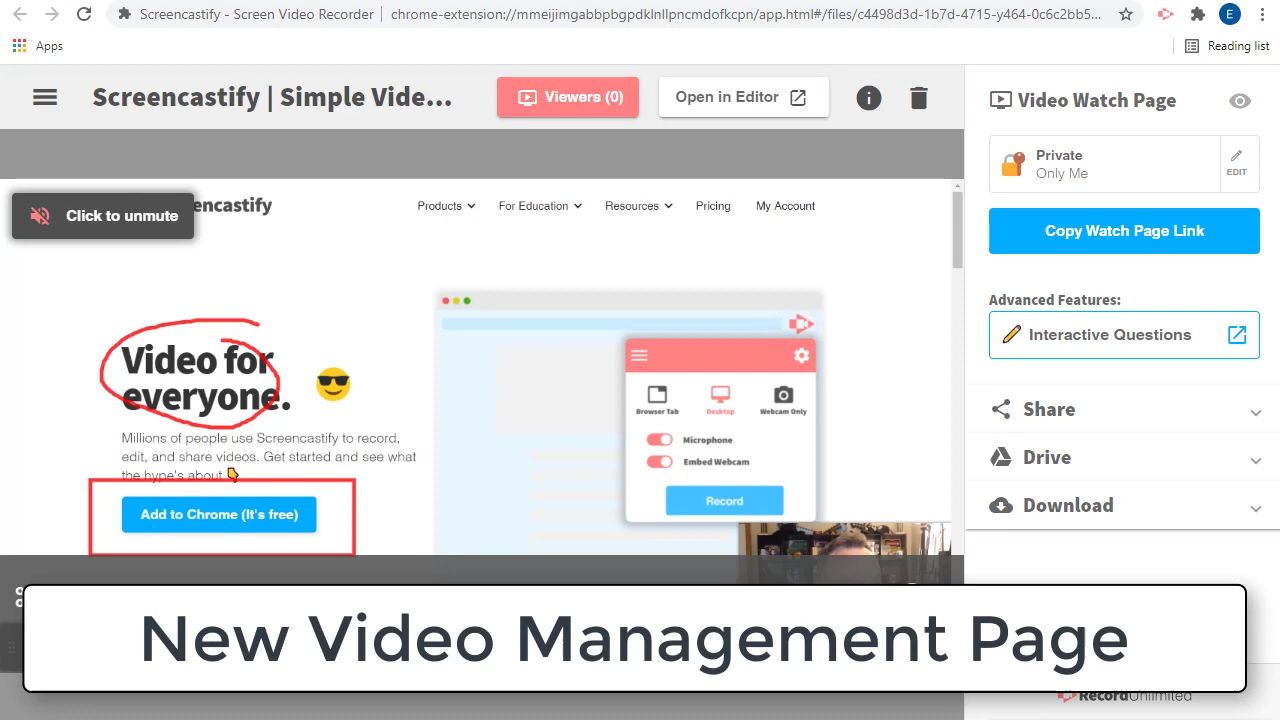 Screencastify - Screen Video Recorder
chrome-extension://mmeijimgabbpbgpdklnllpncmdofkcpn/app.html#/files/c4498d3d-1b7d-4715-y464-0c6c2bb5...
E
Apps
Reading list
Screencastify | Simple Vide...
Viewers (0)
Open in Editor
Video Watch Page
Private
Only Me
EDIT
Copy Watch Page Link
Advanced Features:
Interactive Questions
Share
Drive
Download
Click to unmute
encastify
Products
For Education
Resources
Pricing
My Account
Video for
everyone.
Millions of people use Screencastify to record,
edit, and share videos. Get started and see what
the hype's about
Add to Chrome (It's free)
Browser Tab
Desktop
Webcam Only
Microphone
Embed Webcam
Record
New Video Management Page
RecordUnlimited